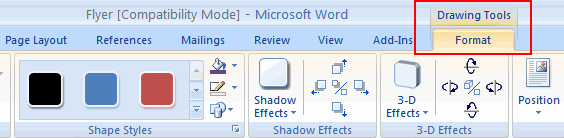 Flyer [Compatibility Mode] - Microsoft Word
Drawing Tools
Page Layout References Mailings Review View Add-Ins Format
Shadow Effects
3-D Effects
Position
Shape Styles Shadow Effects 3-D Effects